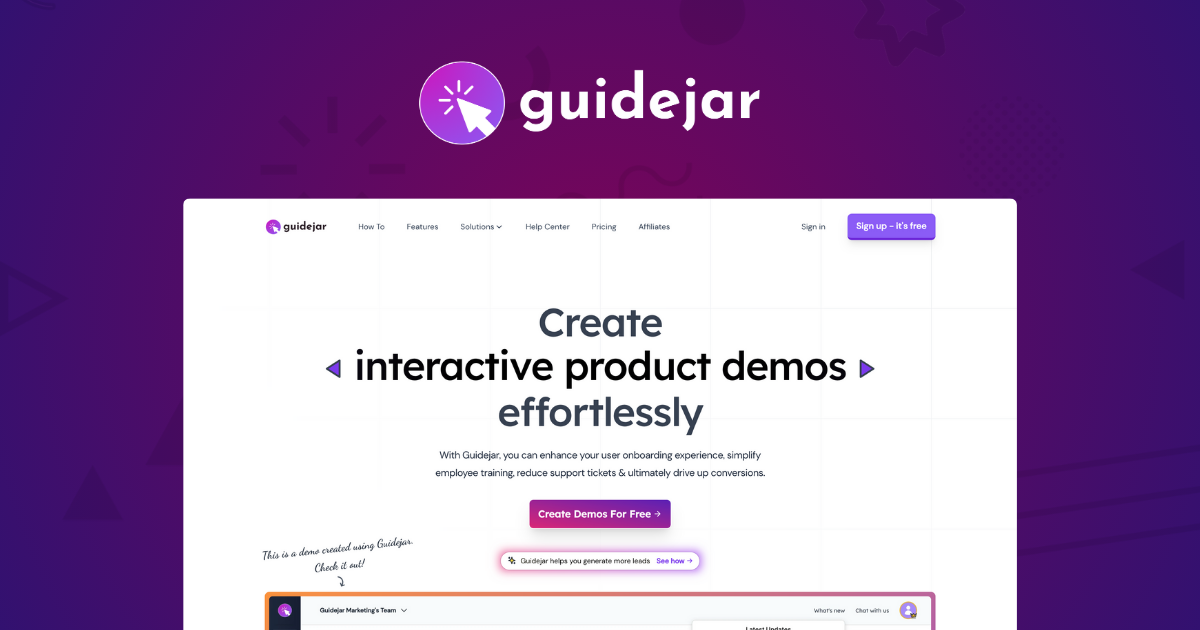 guidejar
guidejar How To Features Solutions Help Center Pricing Affiliates Sign in Sign up - it's free
Create
interactive product demos
effortlessly
With Guidejar, you can enhance your user onboarding experience, simplify
employee training, reduce support tickets & ultimately drive up conversions.
Create Demos For Free →
This is a demo created using Guidejar.
Check it out!
Guidejar helps you generate more leads See how →
Guidejar Marketing's Team What's new Chat with us
Latest Updates